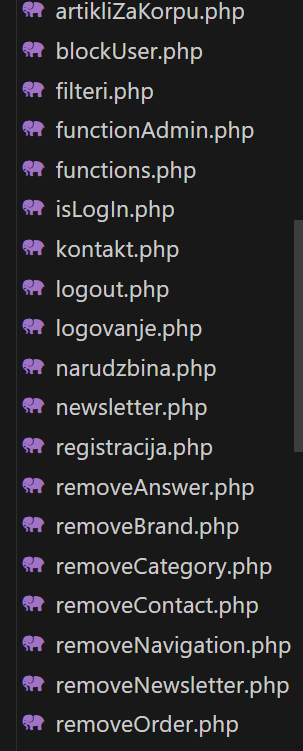 artikliZaKorpu.php
blockUser.php
filteri.php
functionAdmin.php
functions.php
isLogIn.php
kontakt.php
logout.php
logovanje.php
narudzbina.php
newsletter.php
registracija.php
removeAnswer.php
removeBrand.php
removeCategory.php
removeContact.php
removeNavigation.php
removeNewsletter.php
removeOrder.php